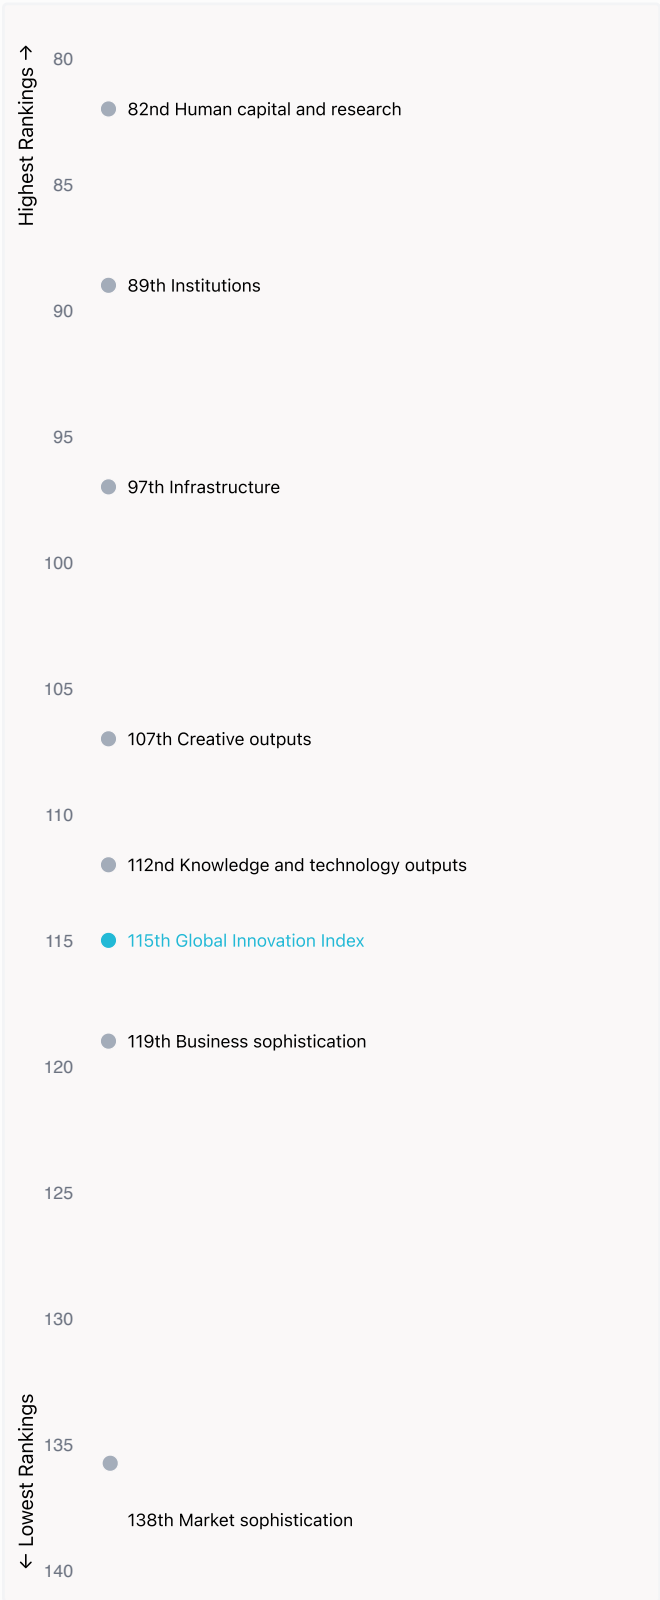 Highest Rankings →
80
82nd Human capital and research
85
89th Institutions
90
95
97th Infrastructure
100
105
107th Creative outputs
110
112nd Knowledge and technology outputs
115
115th Global Innovation Index
119th Business sophistication
120
125
130
← Lowest Rankings
135
138th Market sophistication
140